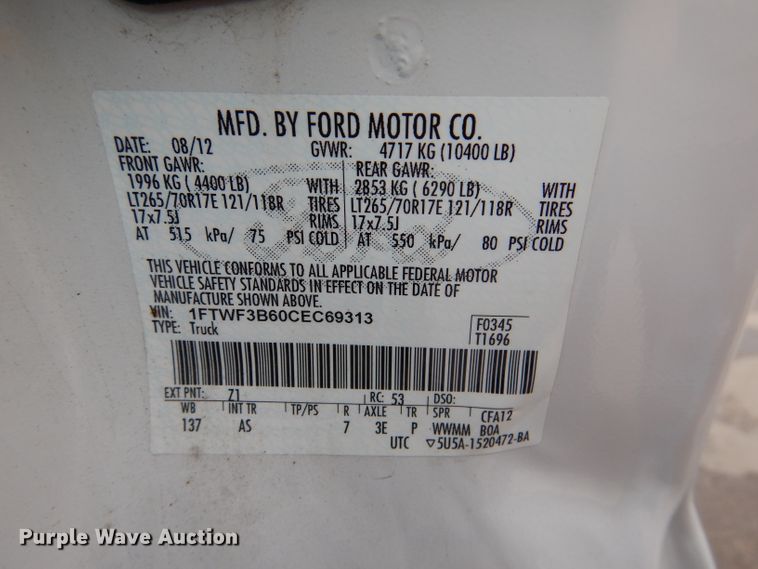 MFD. BY FORD MOTOR CO.
DATE: 08/12 GVWR: 4717 KG (10400 LB)
FRONT GAWR: REAR GAWR:
1996 KG ( 4400 LB) WITH 2853 KG ( 6290 LB) WITH
LT265/70R17E 121/118R TIRES LT265/70R17E 121/118R TIRES
17x7.5J RIMS 17x7.5J RIMS
AT 515 kPa/ 75 PSI COLD AT 550 kPa/ 80 PSI COLD
THIS VEHICLE CONFORMS TO ALL APPLICABLE FEDERAL MOTOR
VEHICLE SAFETY STANDARDS IN EFFECT ON THE DATE OF
MANUFACTURE SHOWN ABOVE.
VIN: 1FTWF3B60CEC69313 F0345
TYPE: Truck T1696
EXT PNT: Z1 RC: 53 DSO:
WB INT TR TP/PS R AXLE TR SPR CFA12
137 AS 7 3E P WWMM BOA
UTC ▽5U5A-1520472-BA
Purple Wave Auction